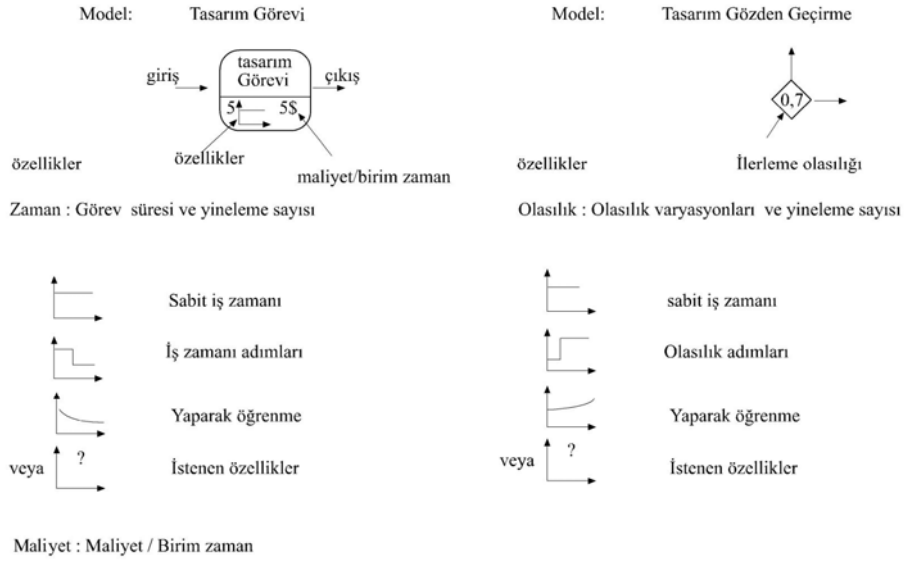 Model: Tasarım Görevi
giriş
tasarım
Görevi
çıkış
5
5$
özellikler
özellikler
maliyet/birim zaman
Zaman : Görev süresi ve yineleme sayısı
Sabit iş zamanı
İş zamanı adımları
Yaparak öğrenme
veya
?
İstenen özellikler
Maliyet : Maliyet / Birim zaman
Model: Tasarım Gözden Geçirme
0,7
özellikler
İlerleme olasılığı
Olasılık : Olasılık varyasyonları ve yineleme sayısı
sabit iş zamanı
Olasılık adımları
Yaparak öğrenme
veya
?
İstenen özellikler